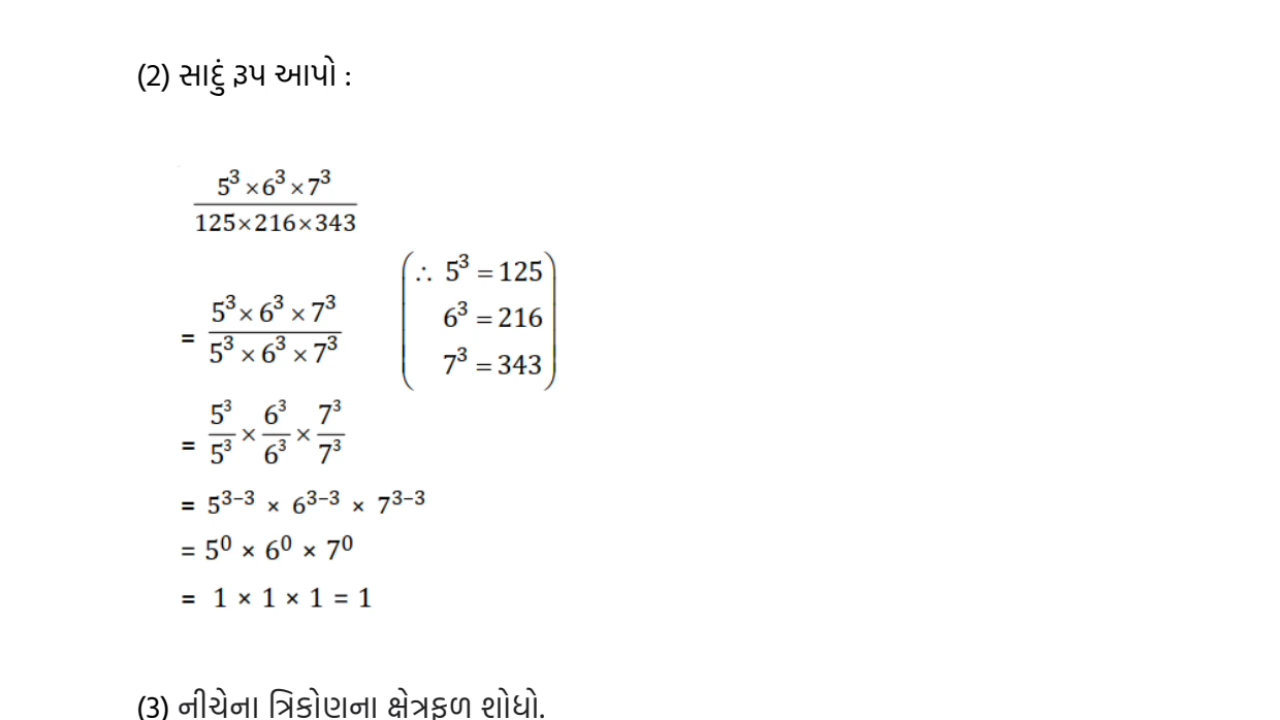 (2) સાદું રૂપ આપો :
5³ × 6³ × 7³
125×216×343
= 5³ × 6³ × 7³ / 5³ × 6³ × 7³
(∴ 5³ = 125
6³ = 216
7³ = 343)
= 5³/5³ × 6³/6³ × 7³/7³
= 5³⁻³ × 6³⁻³ × 7³⁻³
= 5⁰ × 6⁰ × 7⁰
= 1 × 1 × 1 = 1
(3) નીચેના ત્રિકોણના ક્ષેત્રફળ શોધો.